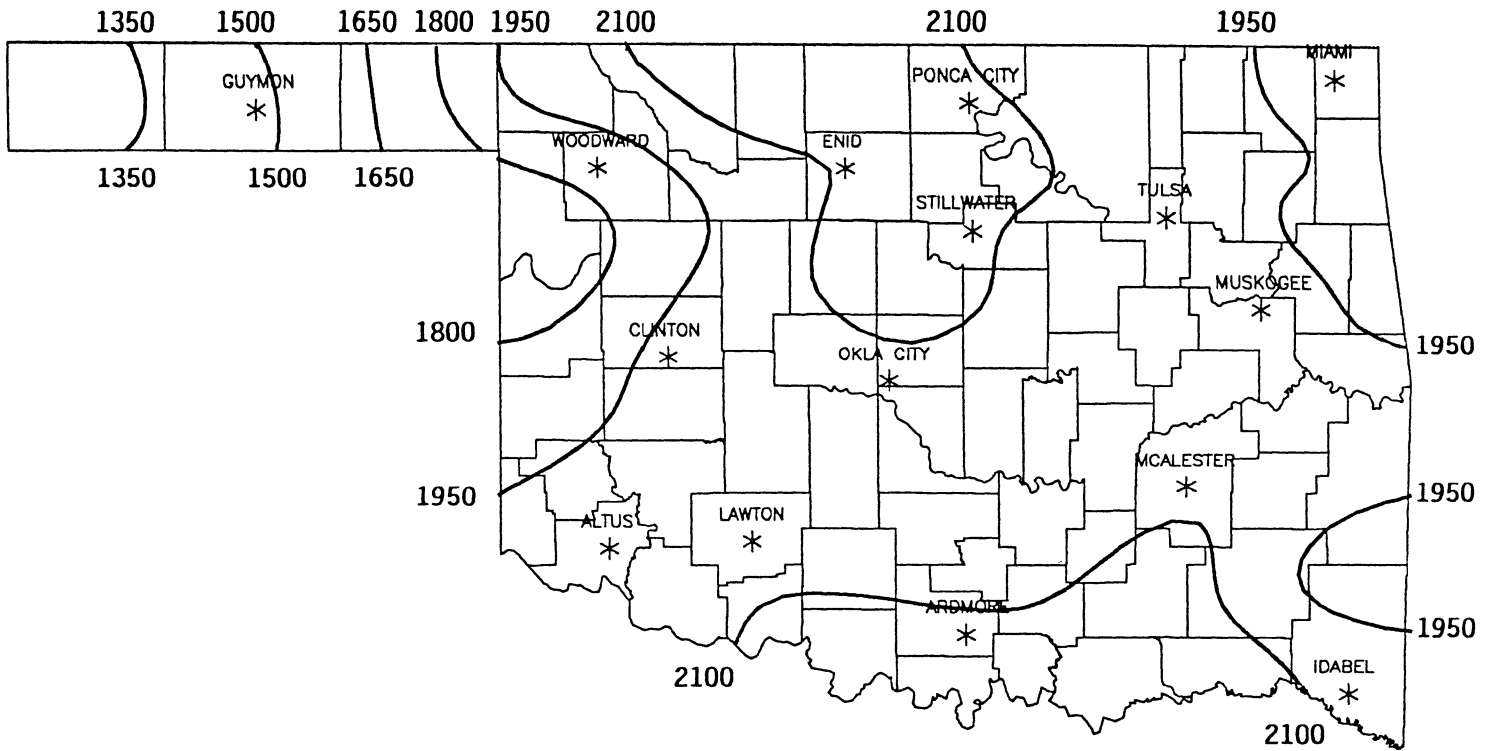 1350 1500 1650 1800 1950 2100 2100 1950
MIAMI
GUYMON
PONCA CITY
WOODWARD
ENID
1350 1500 1650
TULSA
STILLWATER
MUSKOGEE
1800
CLINTON
1950
OKLA CITY
MCALESTER
1950
1950
LAWTON
ALTUS
ARDMORE
1950
IDABEL
2100
2100